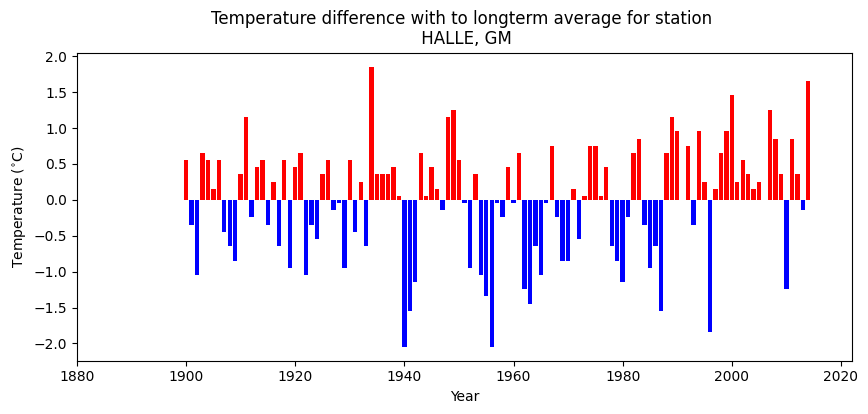 Temperature difference with to longterm average for station
HALLE, GM
Temperature (°C)
2.0
1.5
1.0
0.5
0.0
−0.5
−1.0
−1.5
−2.0
1880 1900 1920 1940 1960 1980 2000 2020
Year